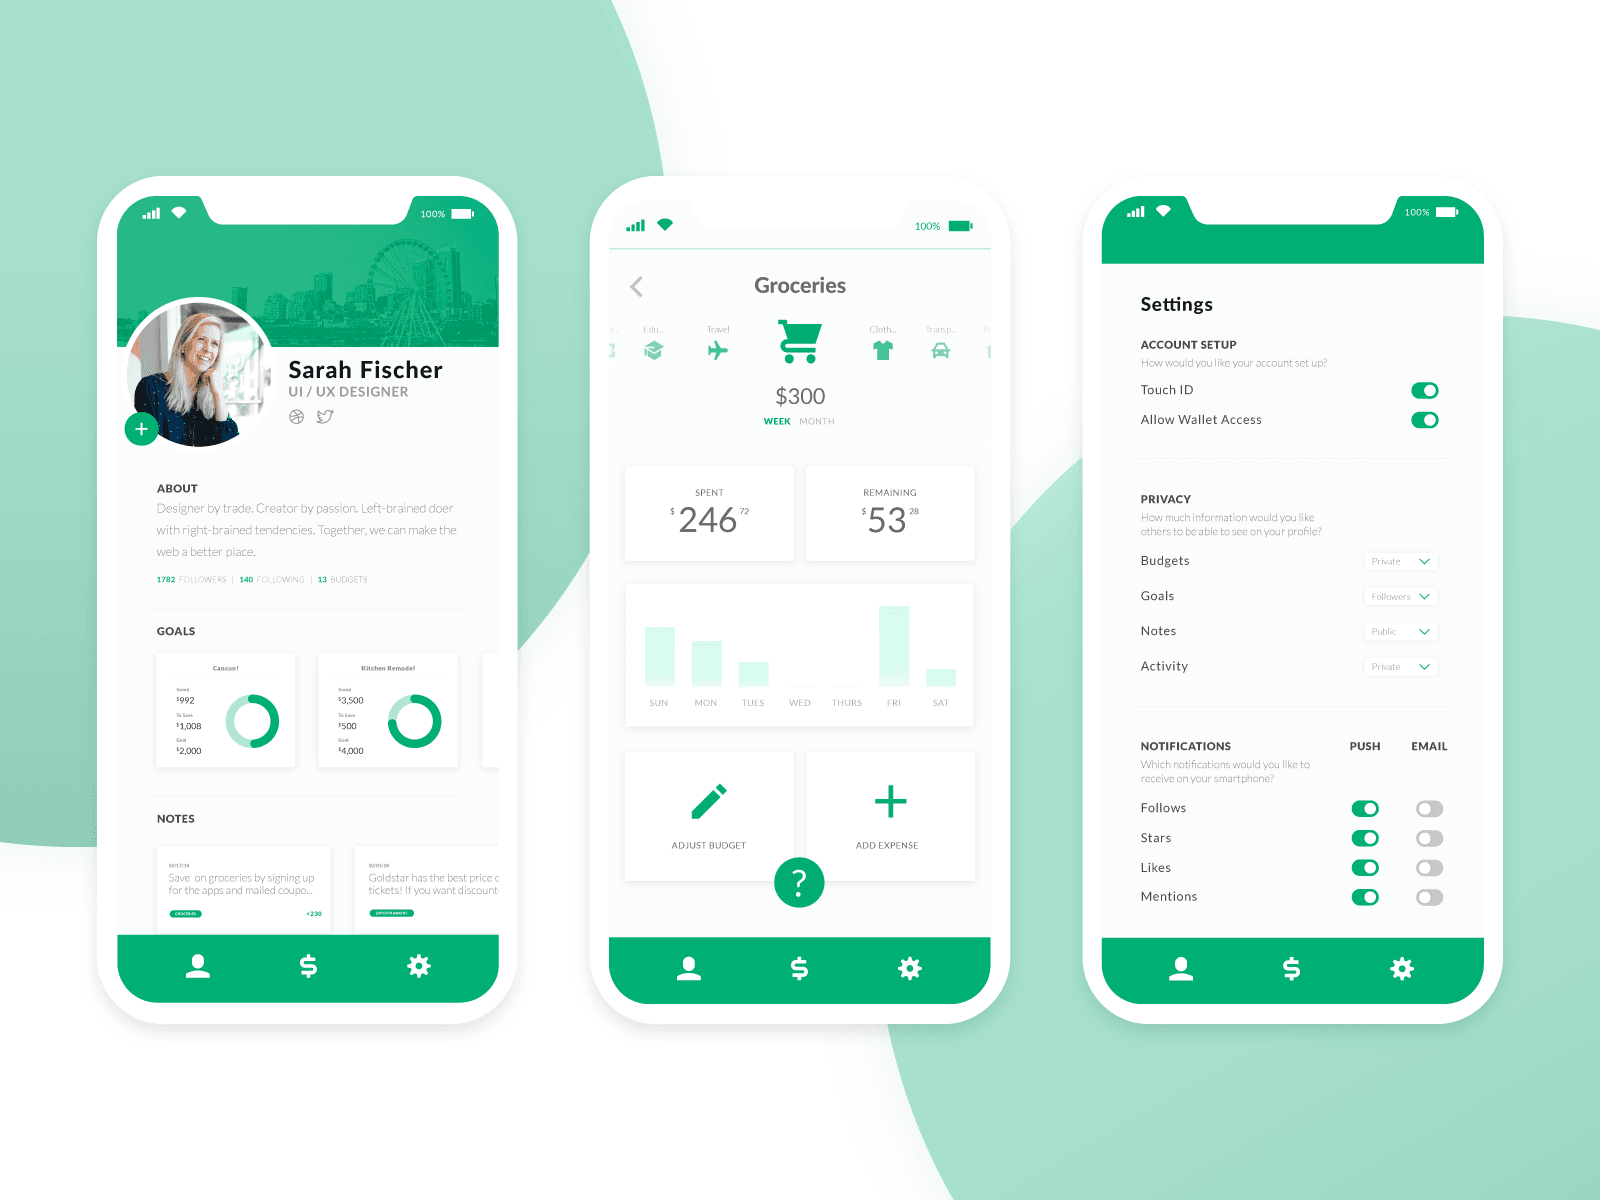 100%
Sarah Fischer
UI / UX DESIGNER
ABOUT
Designer by trade. Creator by passion. Left-brained doer
with right-brained tendencies. Together, we can make the
web a better place.
1782 FOLLOWERS | 140 FOLLOWING | 13 BUDGETS
GOALS
Cancun!
Saved
$992
To Save
$1,008
Goal
$2,000
Kitchen Remodel
Saved
$3,500
To Save
$500
Goal
$4,000
NOTES
10/17/18
Save on groceries by signing up
for the apps and mailed coupo...
GROCERIES
+230
10/01/18
Goldstar has the best price
tickets! If you want discount
ENTERTAINMENT
100%
Groceries
Edu...
Travel
Cloth...
Transp...
$300
WEEK MONTH
SPENT
$ 246 72
REMAINING
$ 53 28
SUN MON TUES WED THURS FRI SAT
ADJUST BUDGET
ADD EXPENSE
?
100%
Settings
ACCOUNT SETUP
How would you like your account set up?
Touch ID
Allow Wallet Access
PRIVACY
How much information would you like
others to be able to see on your profile?
Budgets Private
Goals Followers
Notes Public
Activity Private
NOTIFICATIONS PUSH EMAIL
Which notifications would you like to
receive on your smartphone?
Follows
Stars
Likes
Mentions